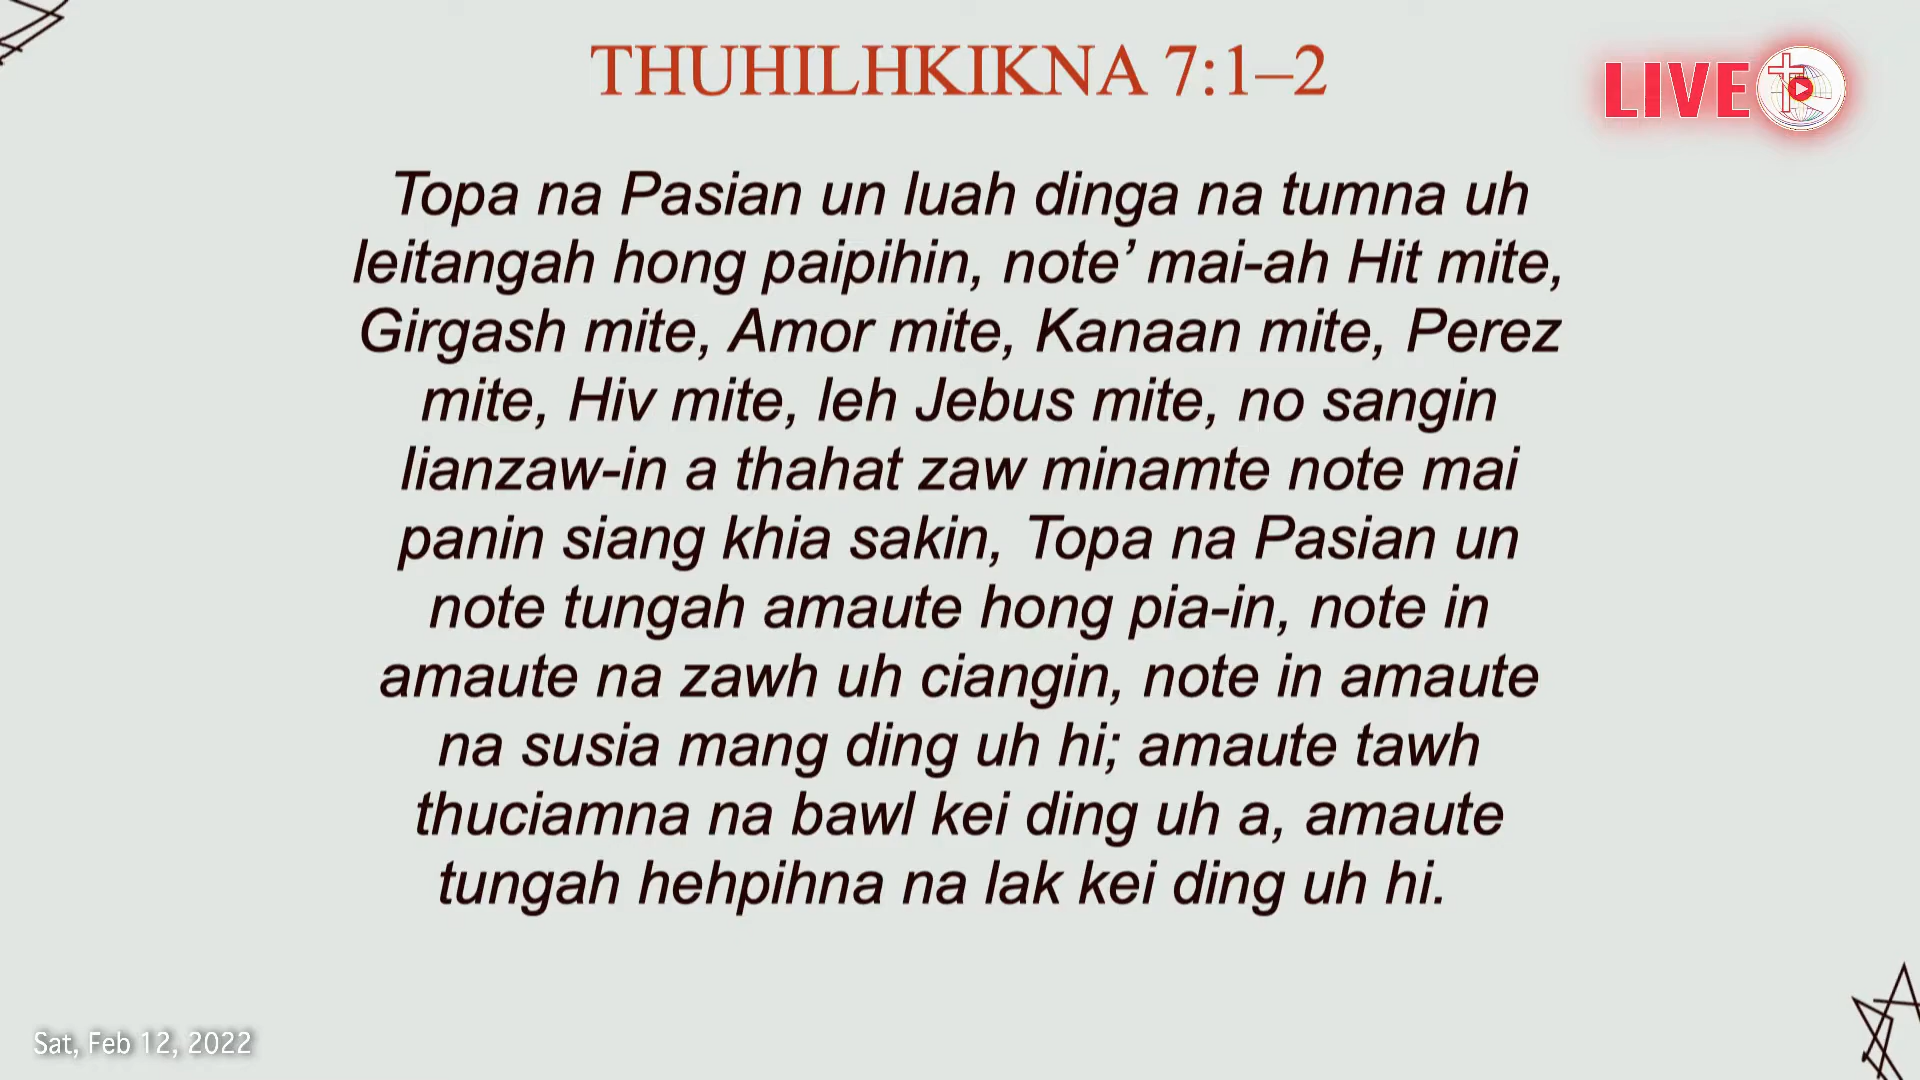 THUHILHKIKNA 7:1–2
LIVE
Topa na Pasian un luah dinga na tumna uh
leitangah hong paipihin, note’ mai-ah Hit mite,
Girgash mite, Amor mite, Kanaan mite, Perez
mite, Hiv mite, leh Jebus mite, no sangin
lianzaw-in a thahat zaw minamte note mai
panin siang khia sakin, Topa na Pasian un
note tungah amaute hong pia-in, note in
amaute na zawh uh ciangin, note in amaute
na susia mang ding uh hi; amaute tawh
thuciamna na bawl kei ding uh a, amaute
tungah hehpihna na lak kei ding uh hi.
Sat, Feb 12, 2022